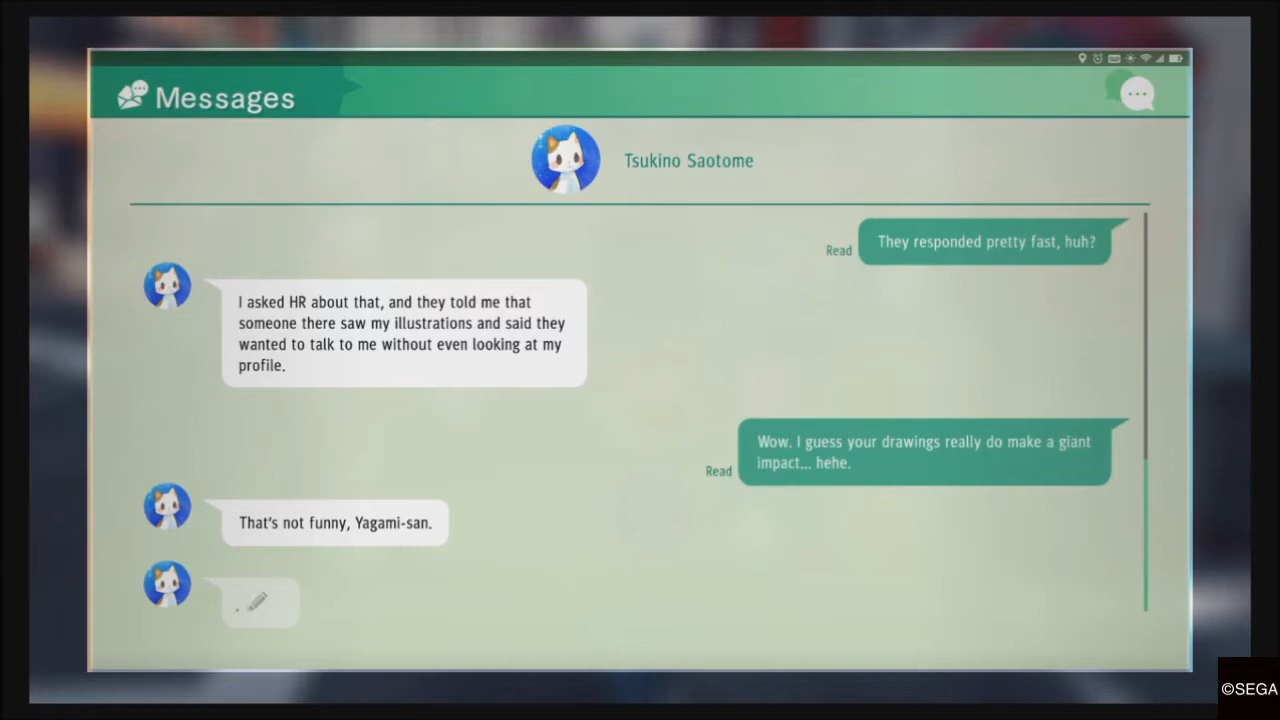 Messages
Tsukino Saotome
They responded pretty fast, huh?
Read
I asked HR about that, and they told me that
someone there saw my illustrations and said they
wanted to talk to me without even looking at my
profile.
Wow. I guess your drawings really do make a giant
impact... hehe.
Read
That's not funny, Yagami-san.
©SEGA